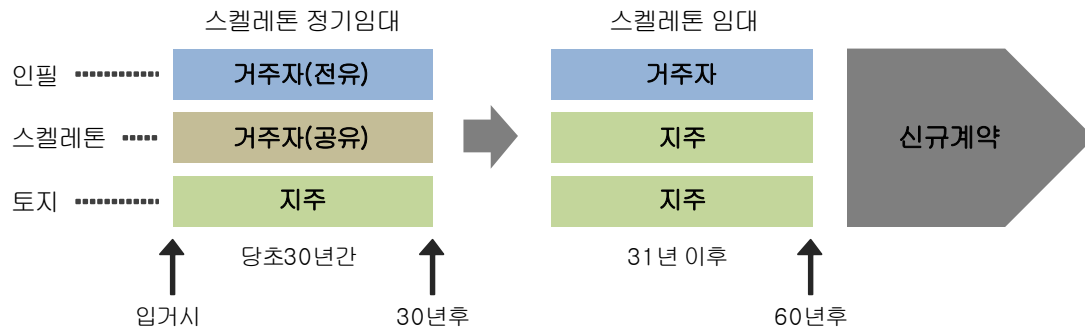 스켈레톤 정기임대 스켈레톤 임대
인필 거주자(전유) 거주자
스켈레톤 거주자(공유) 지주 신규계약
토지 지주 지주
당초30년간 31년 이후
입거시 30년후 60년후